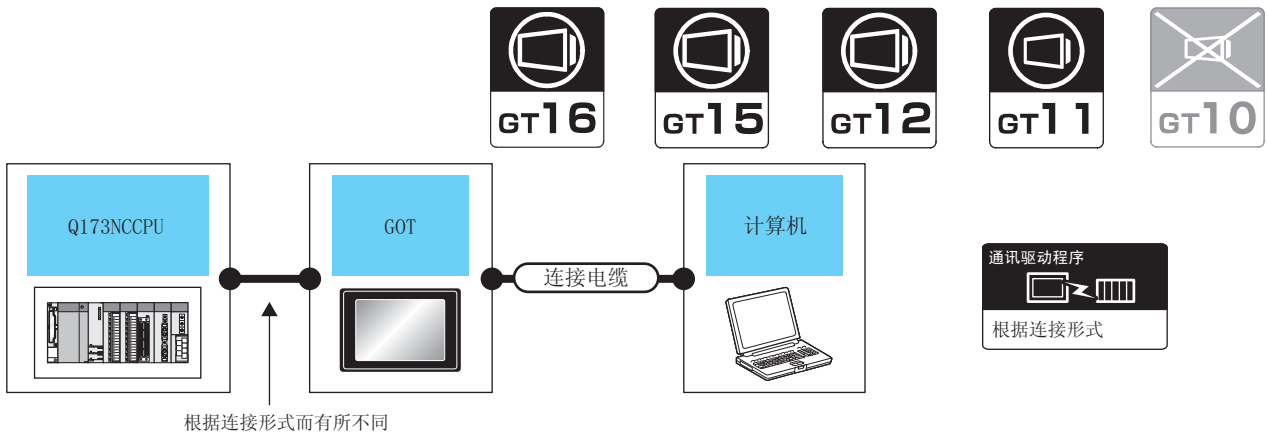 GT16 GT15 GT12 GT11 GT10
Q173NCCPU
GOT
连接电缆
计算机
通讯驱动程序
根据连接形式
根据连接形式而有所不同